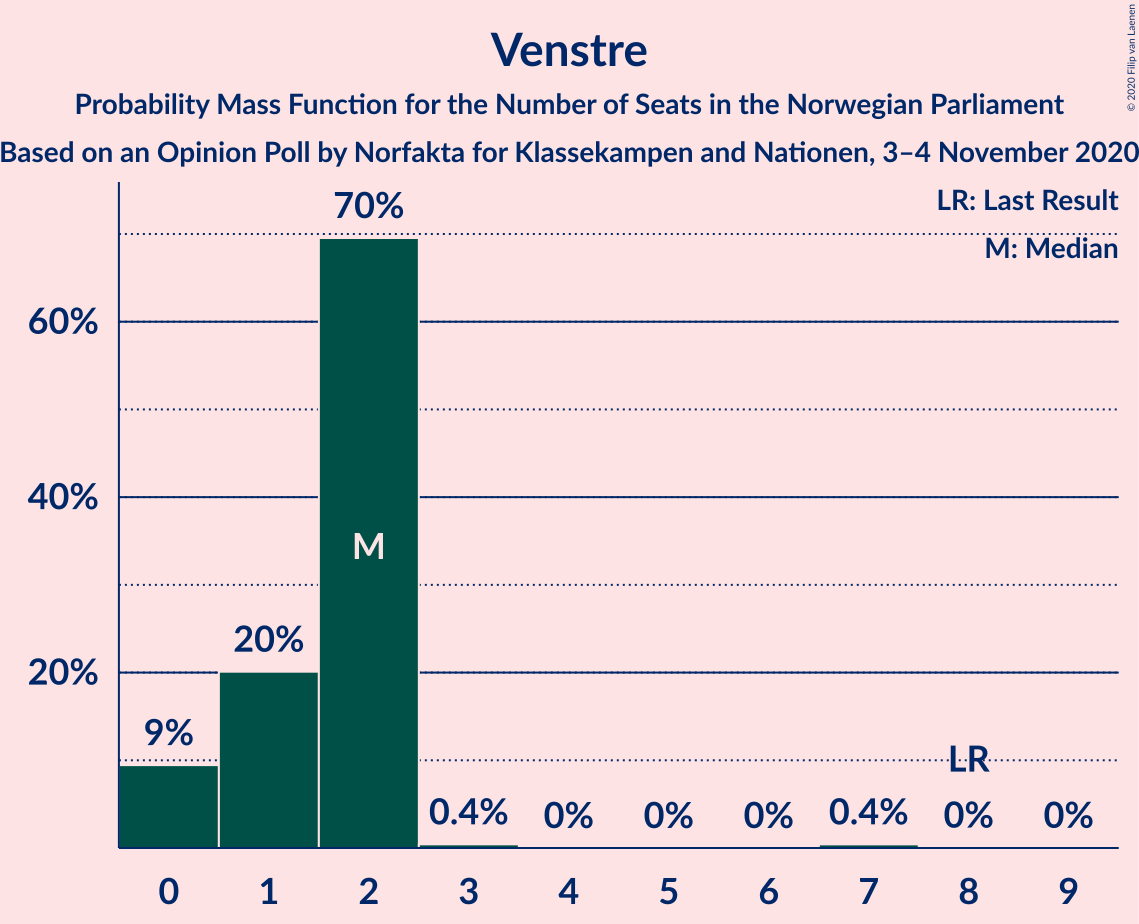 Venstre
Probability Mass Function for the Number of Seats in the Norwegian Parliament
Based on an Opinion Poll by Norfakta for Klassekampen and Nationen, 3–4 November 2020
© 2020 Filip van Laenen
LR: Last Result
M: Median
60%
40%
20%
9%
20%
70%
M
0.4%
0%
0%
0%
0.4%
LR
0%
0%
0
1
2
3
4
5
6
7
8
9